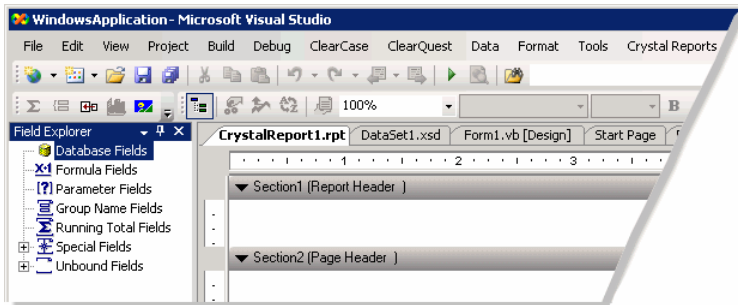 WindowsApplication - Microsoft Visual Studio
File Edit View Project Build Debug ClearCase ClearQuest Data Format Tools Crystal Reports
100%
B
Field Explorer
CrystalReport1.rpt DataSet1.xsd Form1.vb [Design] Start Page
Database Fields
1 2 3
Formula Fields
Section1 (Report Header )
[?] Parameter Fields
Group Name Fields
Running Total Fields
Special Fields
Section2 (Page Header )
Unbound Fields